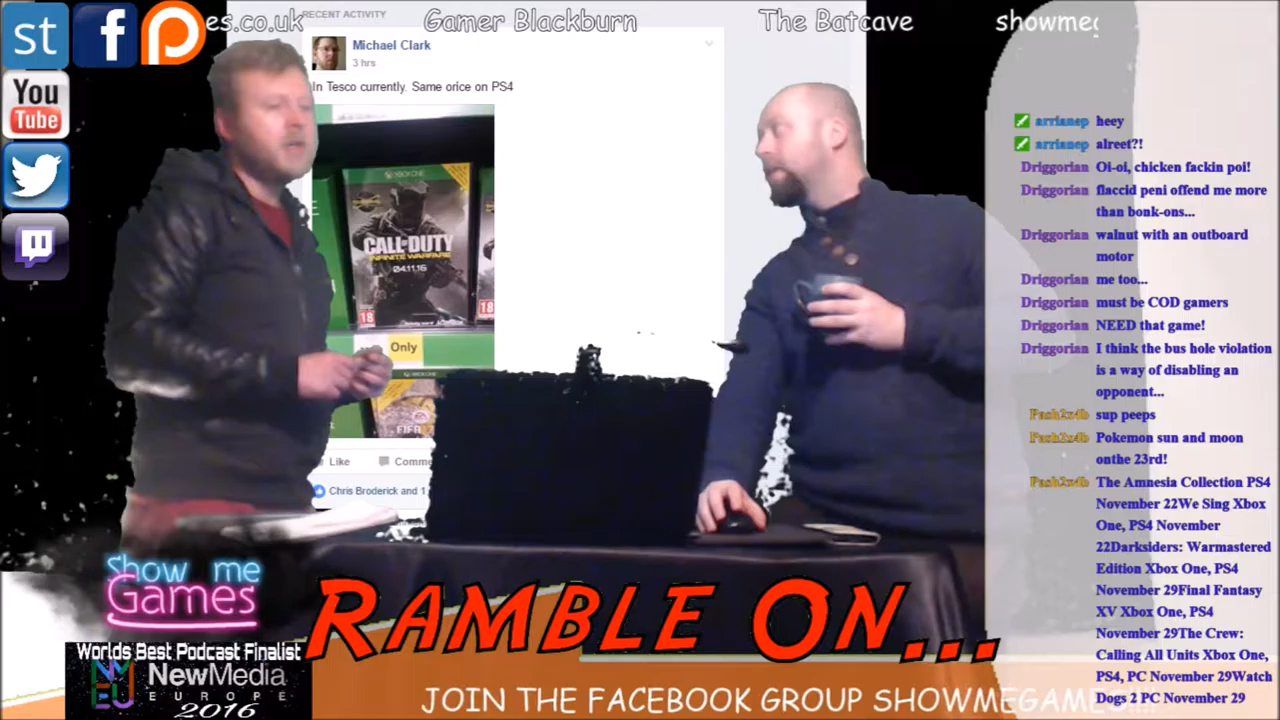 es.co.uk Gamer Blackburn The Batcave showmeg
RECENT ACTIVITY
st
f
You
Tube
Michael Clark
3 hrs
In Tesco currently. Same orice on PS4
XBOX ONE
CALL·DUTY
INFINITE WARFARE
04.11.16
18
18
Only
FIFA
Like Comme
Chris Broderick and 1
arrianep heey
arrianep alreet?!
Driggorian Oi-oi, chicken fackin poi!
Driggorian flaccid peni offend me more
than bonk-ons...
Driggorian walnut with an outboard
motor
Driggorian me too...
Driggorian must be COD gamers
Driggorian NEED that game!
Driggorian I think the bus hole violation
is a way of disabling an
opponent...
Pash2x4b sup peeps
Pash2x4b Pokemon sun and moon
onthe 23rd!
Pash2x4b The Amnesia Collection PS4
November 22We Sing Xbox
One, PS4 November
22Darksiders: Warmastered
Edition Xbox One, PS4
November 29Final Fantasy
XV Xbox One, PS4
November 29The Crew:
Calling All Units Xbox One,
PS4, PC November 29Watch
Dogs 2 PC November 29
Show me
Games
RAMBLE ON...
Worlds Best Podcast Finalist
NMEU
NewMedia
EUROPE
2016
JOIN THE FACEBOOK GROUP SHOWMEGAMES!!!!